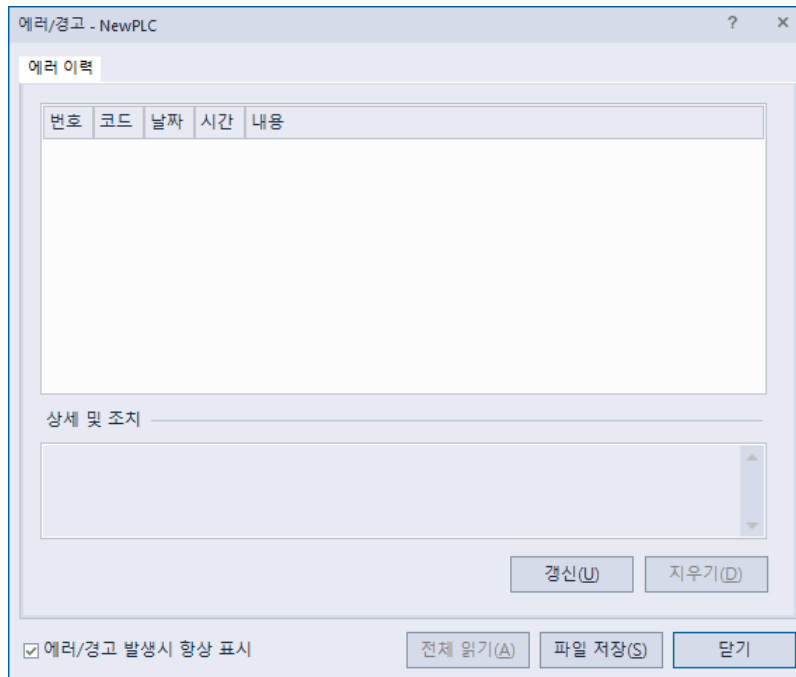 에러/경고 - NewPLC ? ×
에러 이력
번호 코드 날짜 시간 내용
상세 및 조치
갱신(U) 지우기(D)
에러/경고 발생시 항상 표시 전체 읽기(A) 파일 저장(S) 닫기